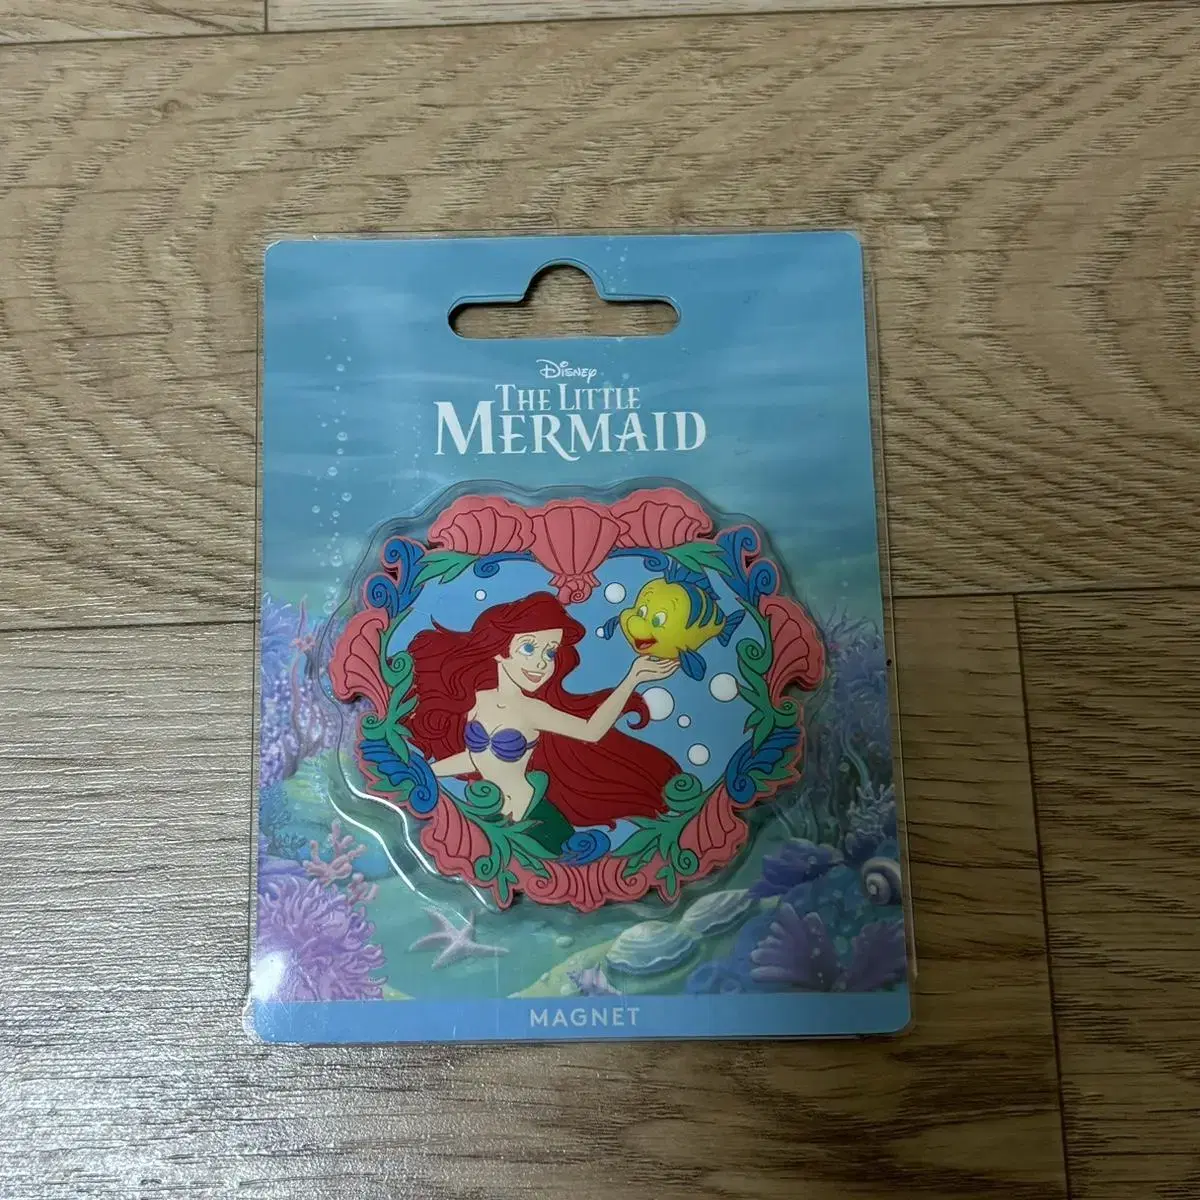 Disney
THE LITTLE
MERMAID
MAGNET